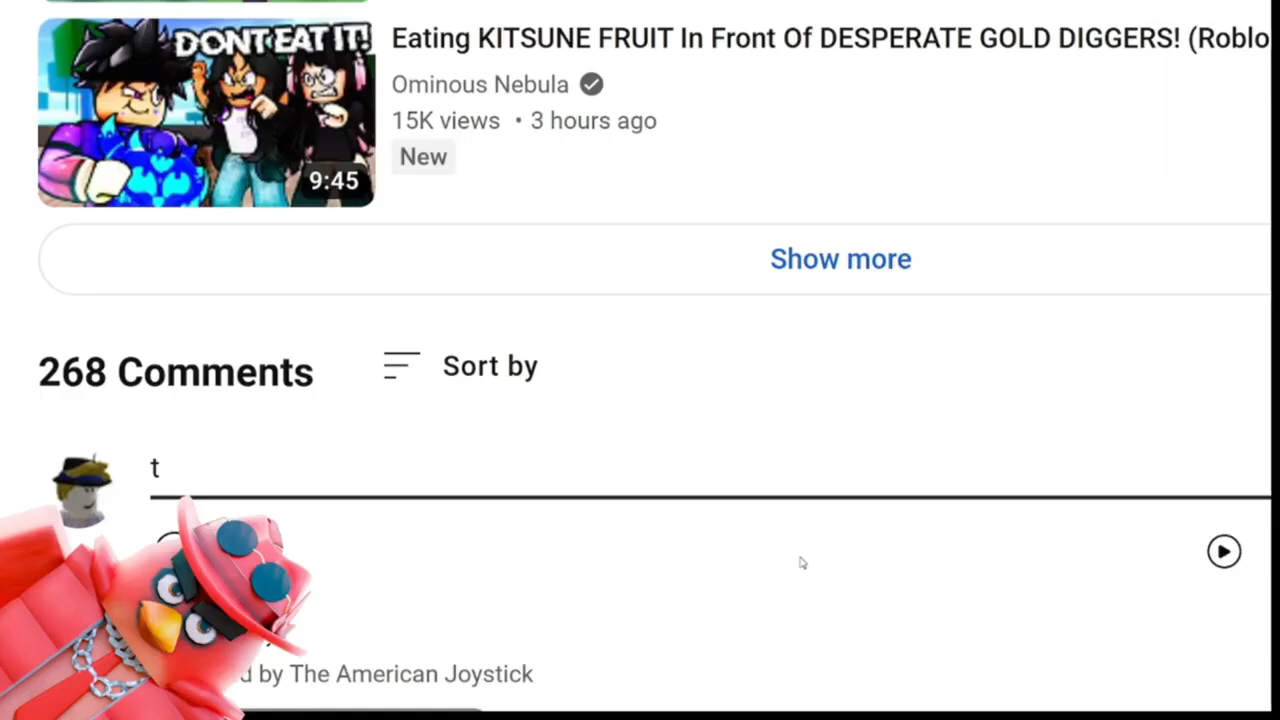 DONT EAT IT!
9:45
Eating KITSUNE FRUIT In Front Of DESPERATE GOLD DIGGERS! (Roblo
Ominous Nebula
15K views • 3 hours ago
New
Show more
268 Comments
Sort by
t
d by The American Joystick